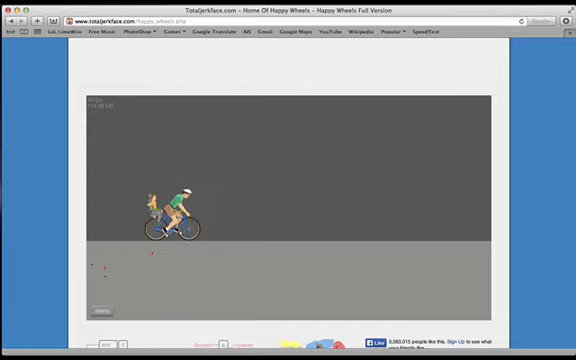 Totaljerkface.com - Home Of Happy Wheels - Happy Wheels Full Version
www.totaljerkface.com/happy_wheels.php
Reader
Lol, LimeWire Free Music PhotoShop Games Google Translate AIS Gmail Google Maps YouTube Wikipedia Popular SpeedTest
menu
Like 3,583,015 people like this. Sign Up to see what
your friends like.